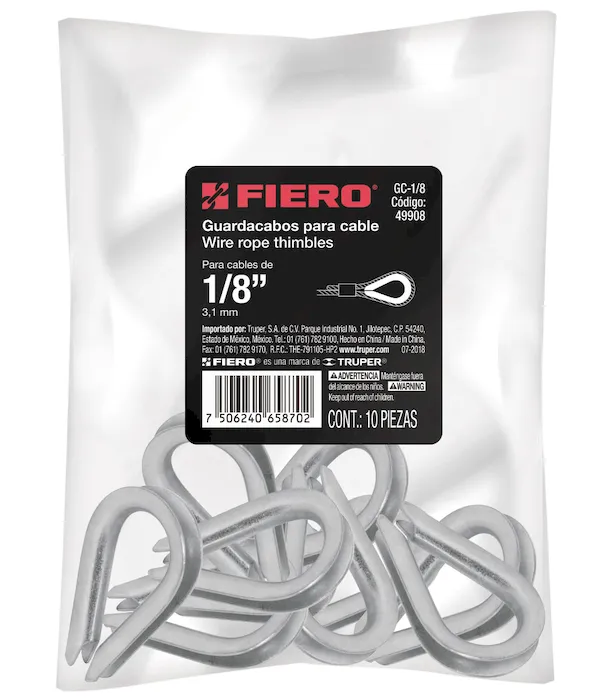 FIERO®
GC-1/8
Código:
49908
Guardacabos para cable
Wire rope thimbles
Para cables de
1/8”
3,1 mm
Importado por: Truper, S.A. de C.V. Parque Industrial No. 1, Jilotepec, C.P. 54240,
Estado de México, México. Tel.: 01 (761) 782 9100, Hecho en China / Made in China,
Fax: 01 (761) 782 9170, R.F.C.: THE-791105-HP2 www.truper.com 07-2018
FIERO® es una marca de TRUPER®
ADVERTENCIA Manténgase fuera
del alcance de los niños. WARNING
Keep out of reach of children.
7 506240 658702
CONT.: 10 PIEZAS